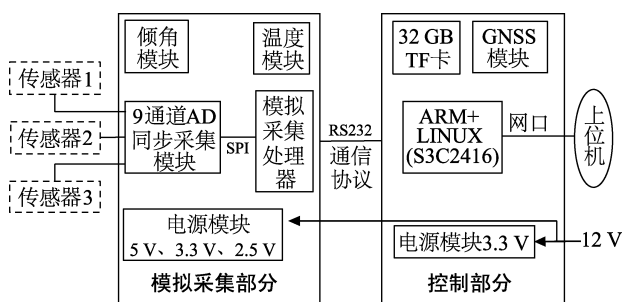 倾角
模块
温度
模块
32 GB
TF卡
GNSS
模块
传感器1
传感器2
传感器3
9通道AD
同步采集
模块
SPI
模拟
采集
处理
器
RS232
通信
协议
ARM+
LINUX
(S3C2416)
网口
上位机
电源模块
5 V、3.3 V、2.5 V
电源模块3.3 V
12 V
模拟采集部分
控制部分